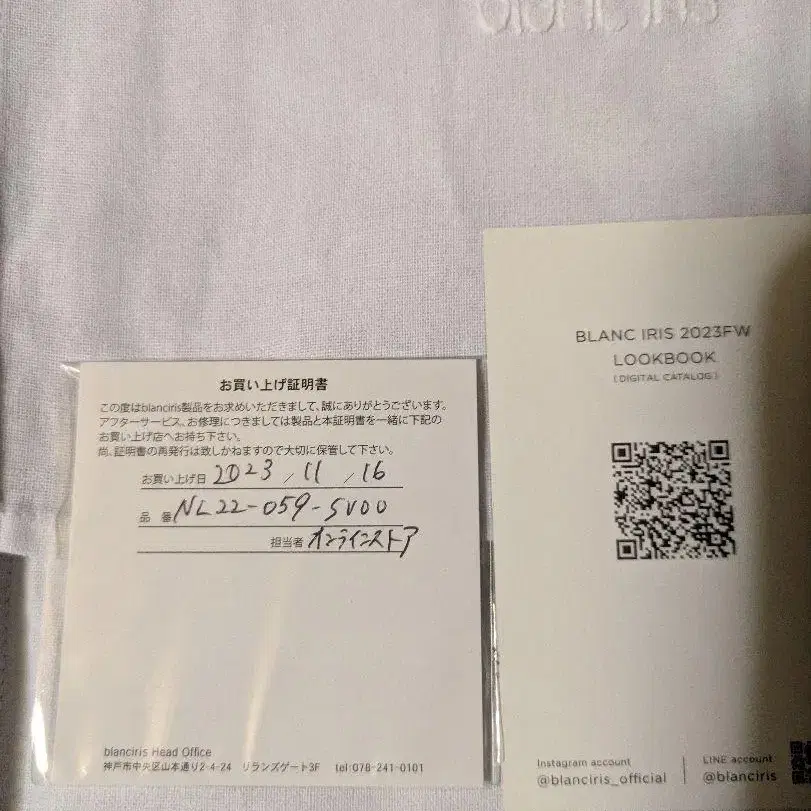 blanciris
お買い上げ証明書
この度はblanciris製品をお求めいただきまして、誠にありがとうございます。
アフターサービス、お修理につきましては製品と本証明書を一緒に下記の
お買い上げ店へお持ち下さい。
尚、証明書の再発行は致しかねますので大切に保管して下さい。
お買い上げ日 2023 / 11 / 16
品 番 NL22-059-SV00
担当者 オンラインストア
blanciris Head Office
神戸市中央区山本通り2-4-24 リランズゲート3F tel:078-241-0101
BLANC IRIS 2023FW
LOOKBOOK
(DIGITAL CATALOG)
Instagram account
@blanciris_official
LINE account
@blanciris